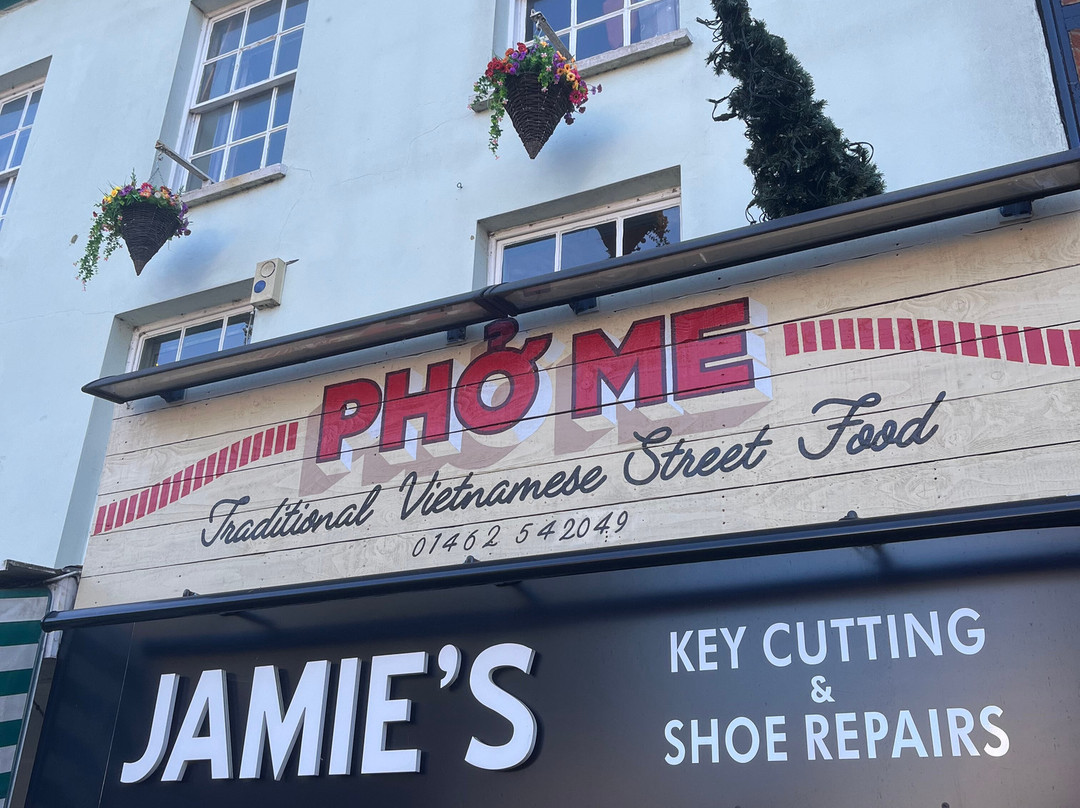 PHỞ ME
Traditional Vietnamese Street Food
01462 542049
JAMIE'S
KEY CUTTING
&
SHOE REPAIRS